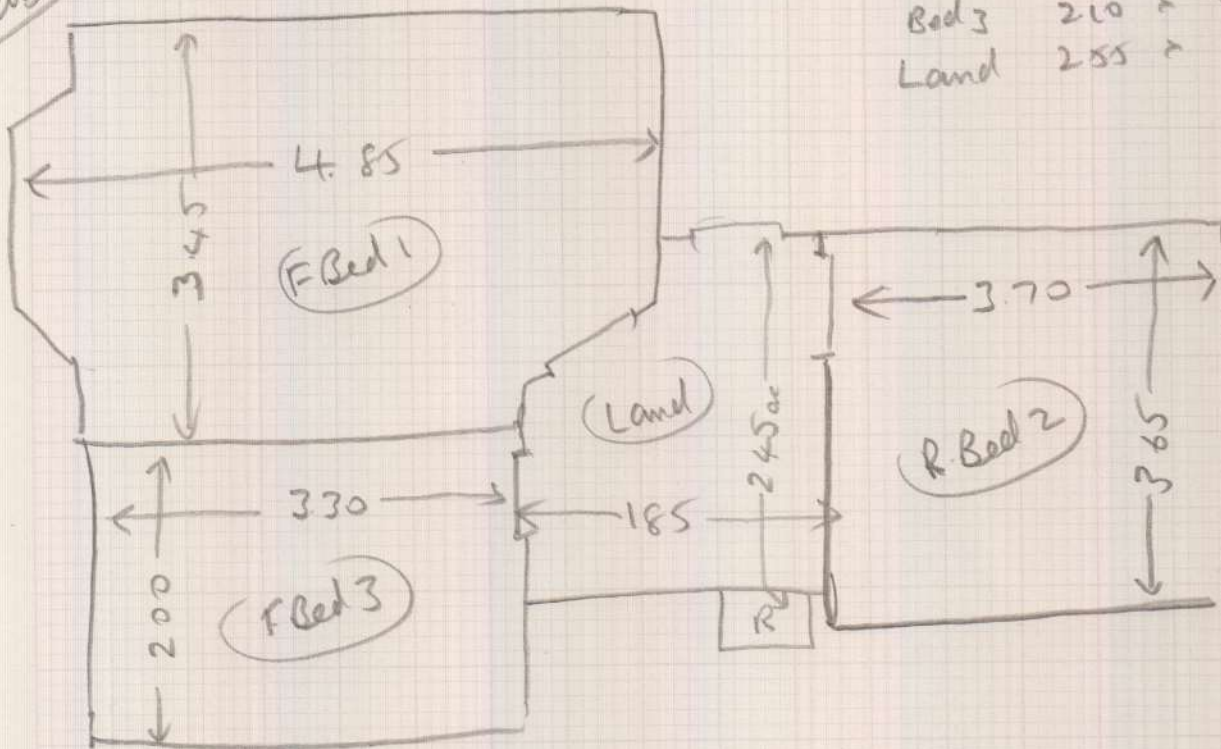 Bed 3 210 x
Land 255 x
4.85
345
F Bed 1
3.70
Land
245
R. Bed 2
365
330
185
200
F Bed 3
R